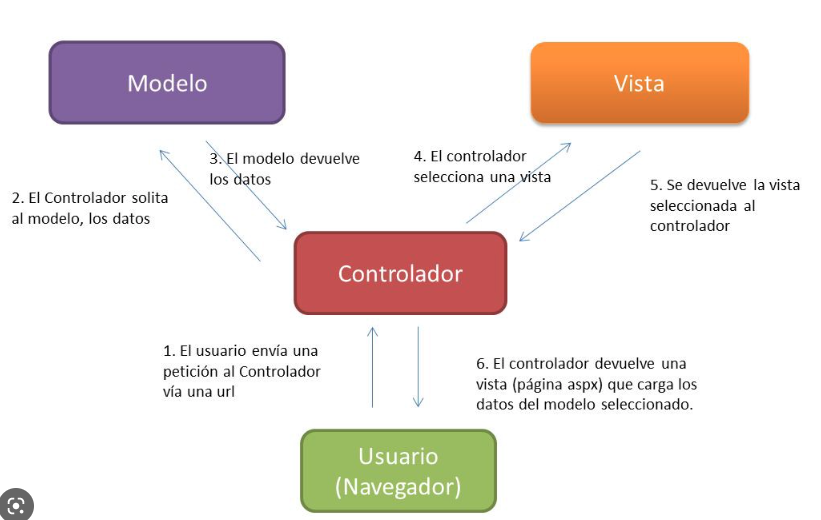 Modelo
Vista
3. El modelo devuelve
los datos
4. El controlador
selecciona una vista
2. El Controlador solita
al modelo, los datos
5. Se devuelve la vista
seleccionada al
controlador
Controlador
1. El usuario envía una
petición al Controlador
vía una url
6. El controlador devuelve una
vista (página aspx) que carga los
datos del modelo seleccionado.
Usuario
(Navegador)